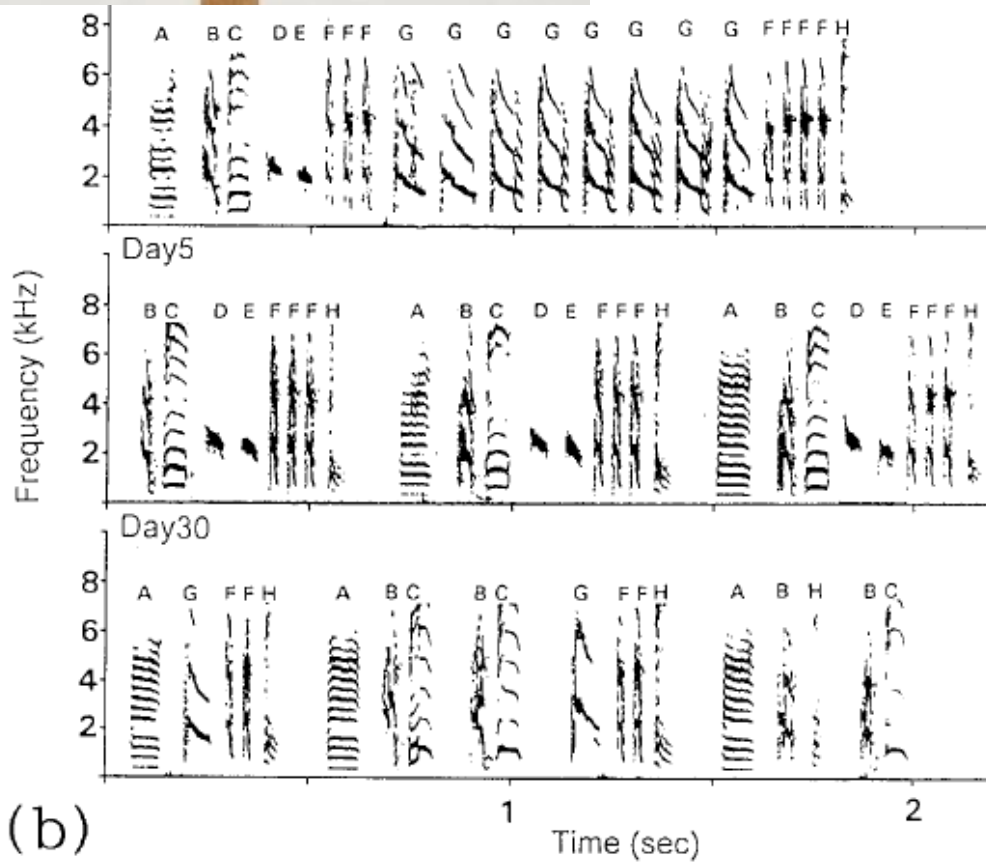 8
A B C D E F F F G G G G G G G G F F F F H
6
4
2
Day5
8
B C D E F F F H A B C D E F F F H A B C D E F F F H
6
4
2
Frequency (kHz)
Day30
8
A G F F H A B C B C G F F H A B H B C
6
4
2
1 2
(b)
Time (sec)